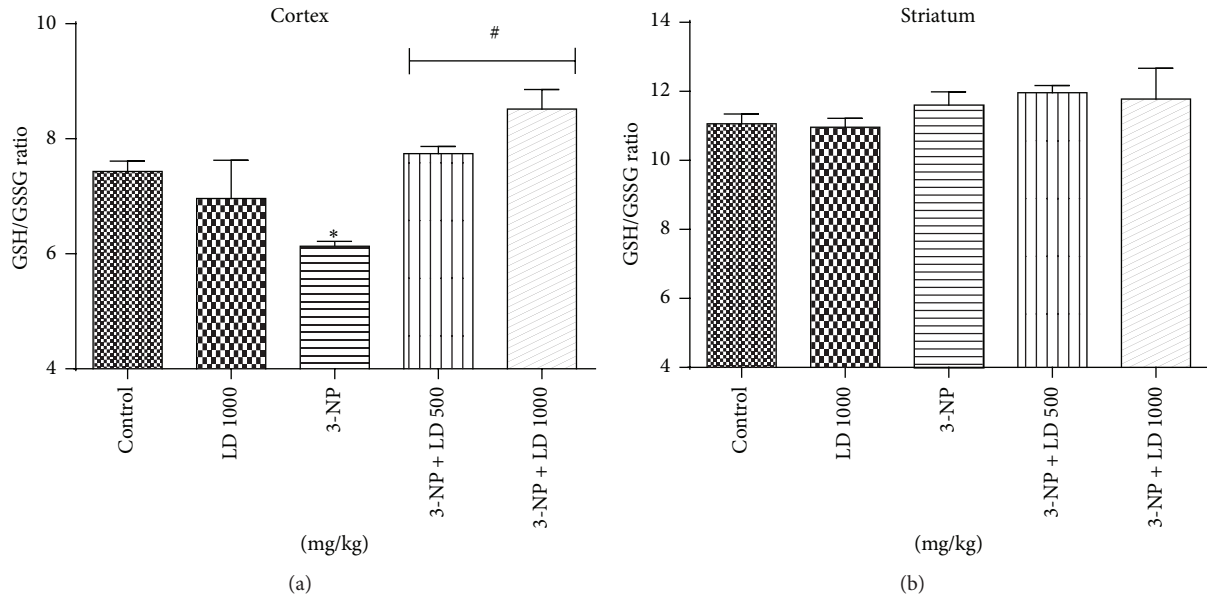 Cortex
10
8
6
4
GSH/GSSG ratio
*
#
Control
LD 1000
3-NP
3-NP + LD 500
3-NP + LD 1000
(mg/kg)
(a)
Striatum
14
12
10
8
6
4
GSH/GSSG ratio
Control
LD 1000
3-NP
3-NP + LD 500
3-NP + LD 1000
(mg/kg)
(b)